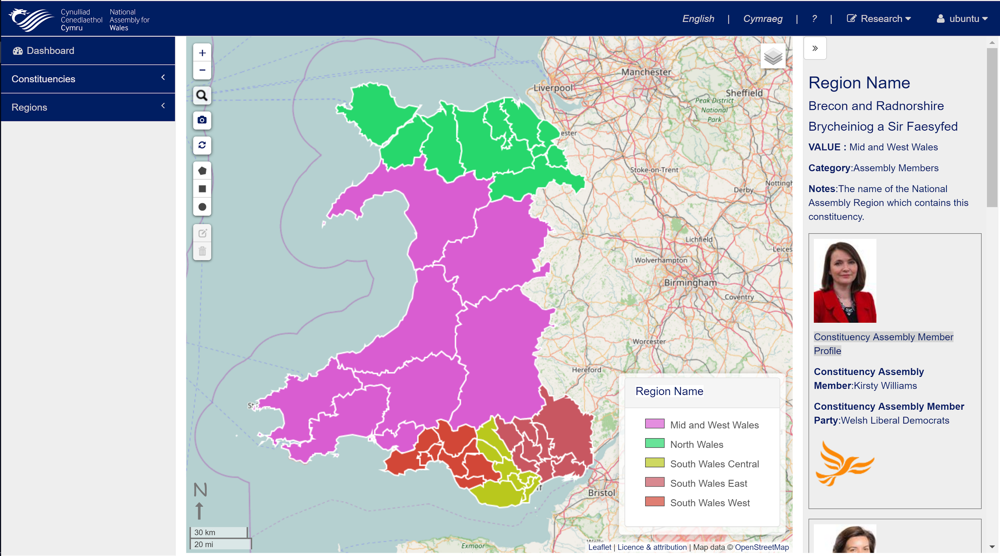 Cynulliad
Cenedlaethol
Cymru
National
Assembly for
Wales
English | Cymraeg | ? | Research ubuntu
Dashboard
Constituencies
Regions
+
−
Manchester
Liverpool
Sheffield
Peak District
National
Park
ester
Stoke-on-Trent
Derby
Nottingh
Lichfield
Leices
Wolverhampton
Birmingham
Coventry
Worcester
Hereford
St
ff
Bristol
Exmoor
N
30 km
20 mi
Region Name
Mid and West Wales
North Wales
South Wales Central
South Wales East
South Wales West
Leaflet | Licence & attribution | Map data © OpenStreetMap
»
Region Name
Brecon and Radnorshire
Brycheiniog a Sir Faesyfed
VALUE : Mid and West Wales
Category:Assembly Members
Notes:The name of the National
Assembly Region which contains this
constituency.
Constituency Assembly Member
Profile
Constituency Assembly
Member:Kirsty Williams
Constituency Assembly Member
Party:Welsh Liberal Democrats